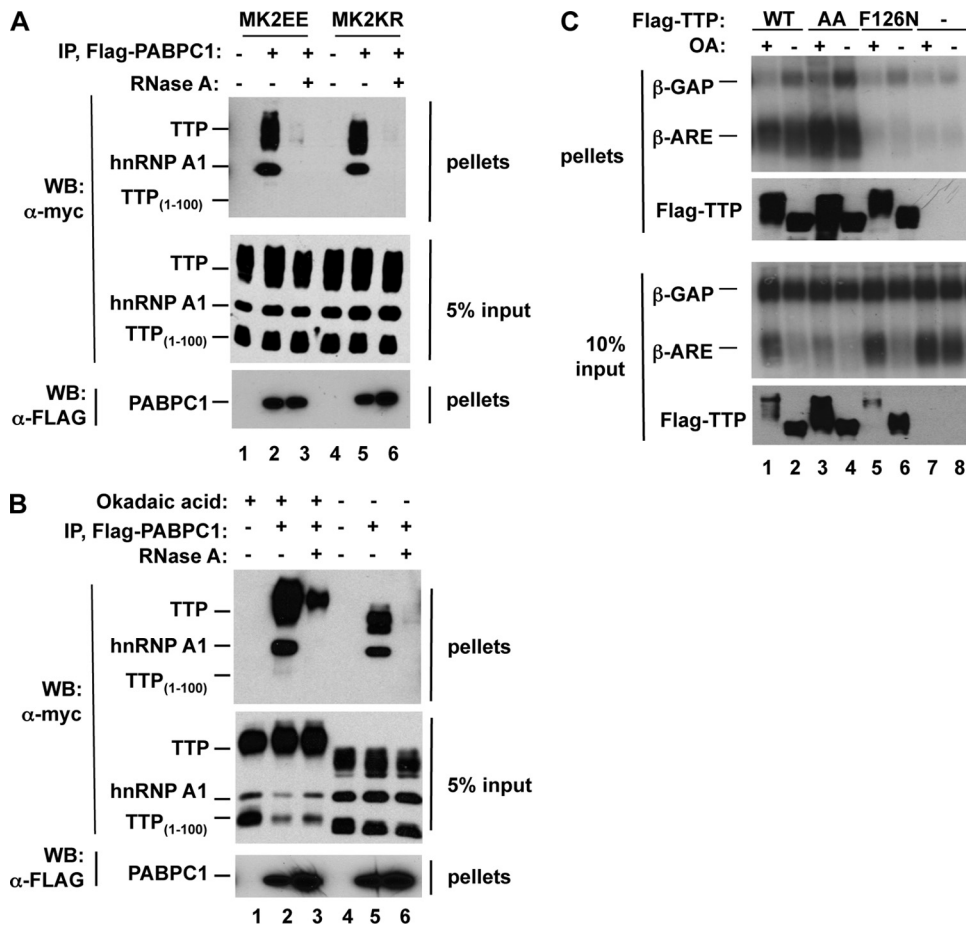 A
MK2EE MK2KR
IP, Flag-PABPC1: - + + - + +
RNase A: - - + - - +
WB: α-myc
TTP
hnRNP A1
TTP(1-100)
pellets
TTP
hnRNP A1
TTP(1-100)
5% input
WB: α-FLAG
PABPC1
pellets
1 2 3 4 5 6
B
Okadaic acid: + + + - - -
IP, Flag-PABPC1: - + + - + +
RNase A: - - + - - +
WB: α-myc
TTP
hnRNP A1
TTP(1-100)
pellets
TTP
hnRNP A1
TTP(1-100)
5% input
WB: α-FLAG
PABPC1
pellets
1 2 3 4 5 6
C
Flag-TTP: WT AA F126N -
OA: + - + - + - + -
pellets
β-GAP
β-ARE
Flag-TTP
10% input
β-GAP
β-ARE
Flag-TTP
1 2 3 4 5 6 7 8